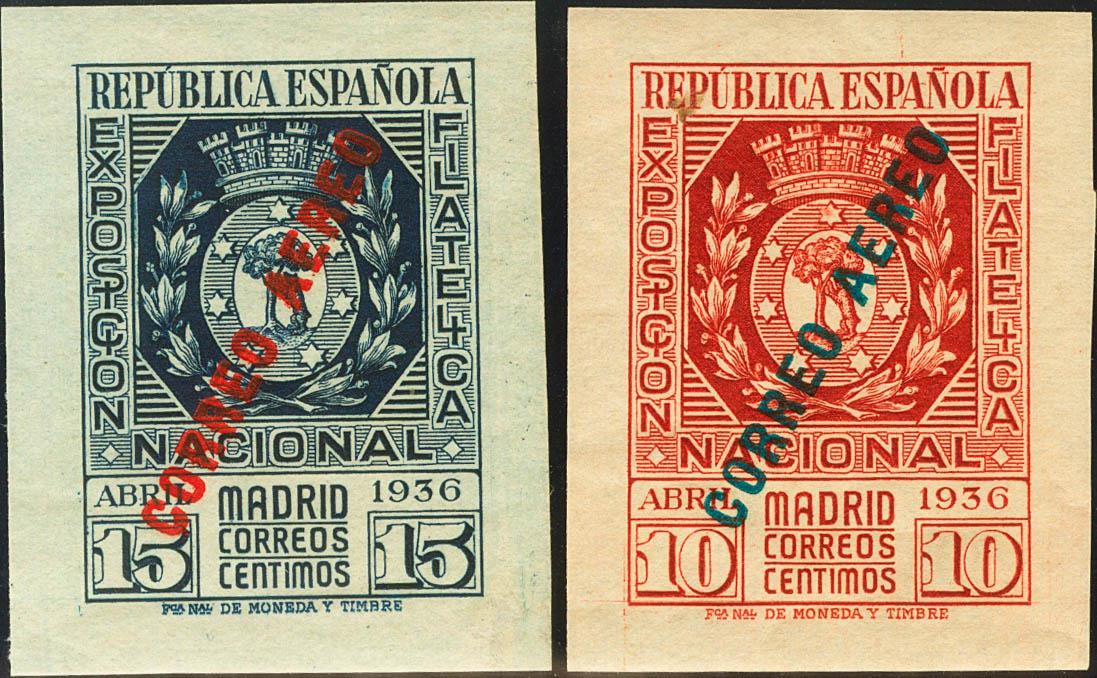 REPÚBLICA ESPAÑOLA
EXPOSICION
FILATELICA
NACIONAL
CORREO AEREO
ABRIL
MADRID
1936
15
CORREOS
15
CENTIMOS
FCA NAL DE MONEDA Y TIMBRE
REPÚBLICA ESPAÑOLA
EXPOSICION
FILATELICA
NACIONAL
CORREO AEREO
ABRIL
MADRID
1936
10
CORREOS
10
CENTIMOS
FCA NAL DE MONEDA Y TIMBRE